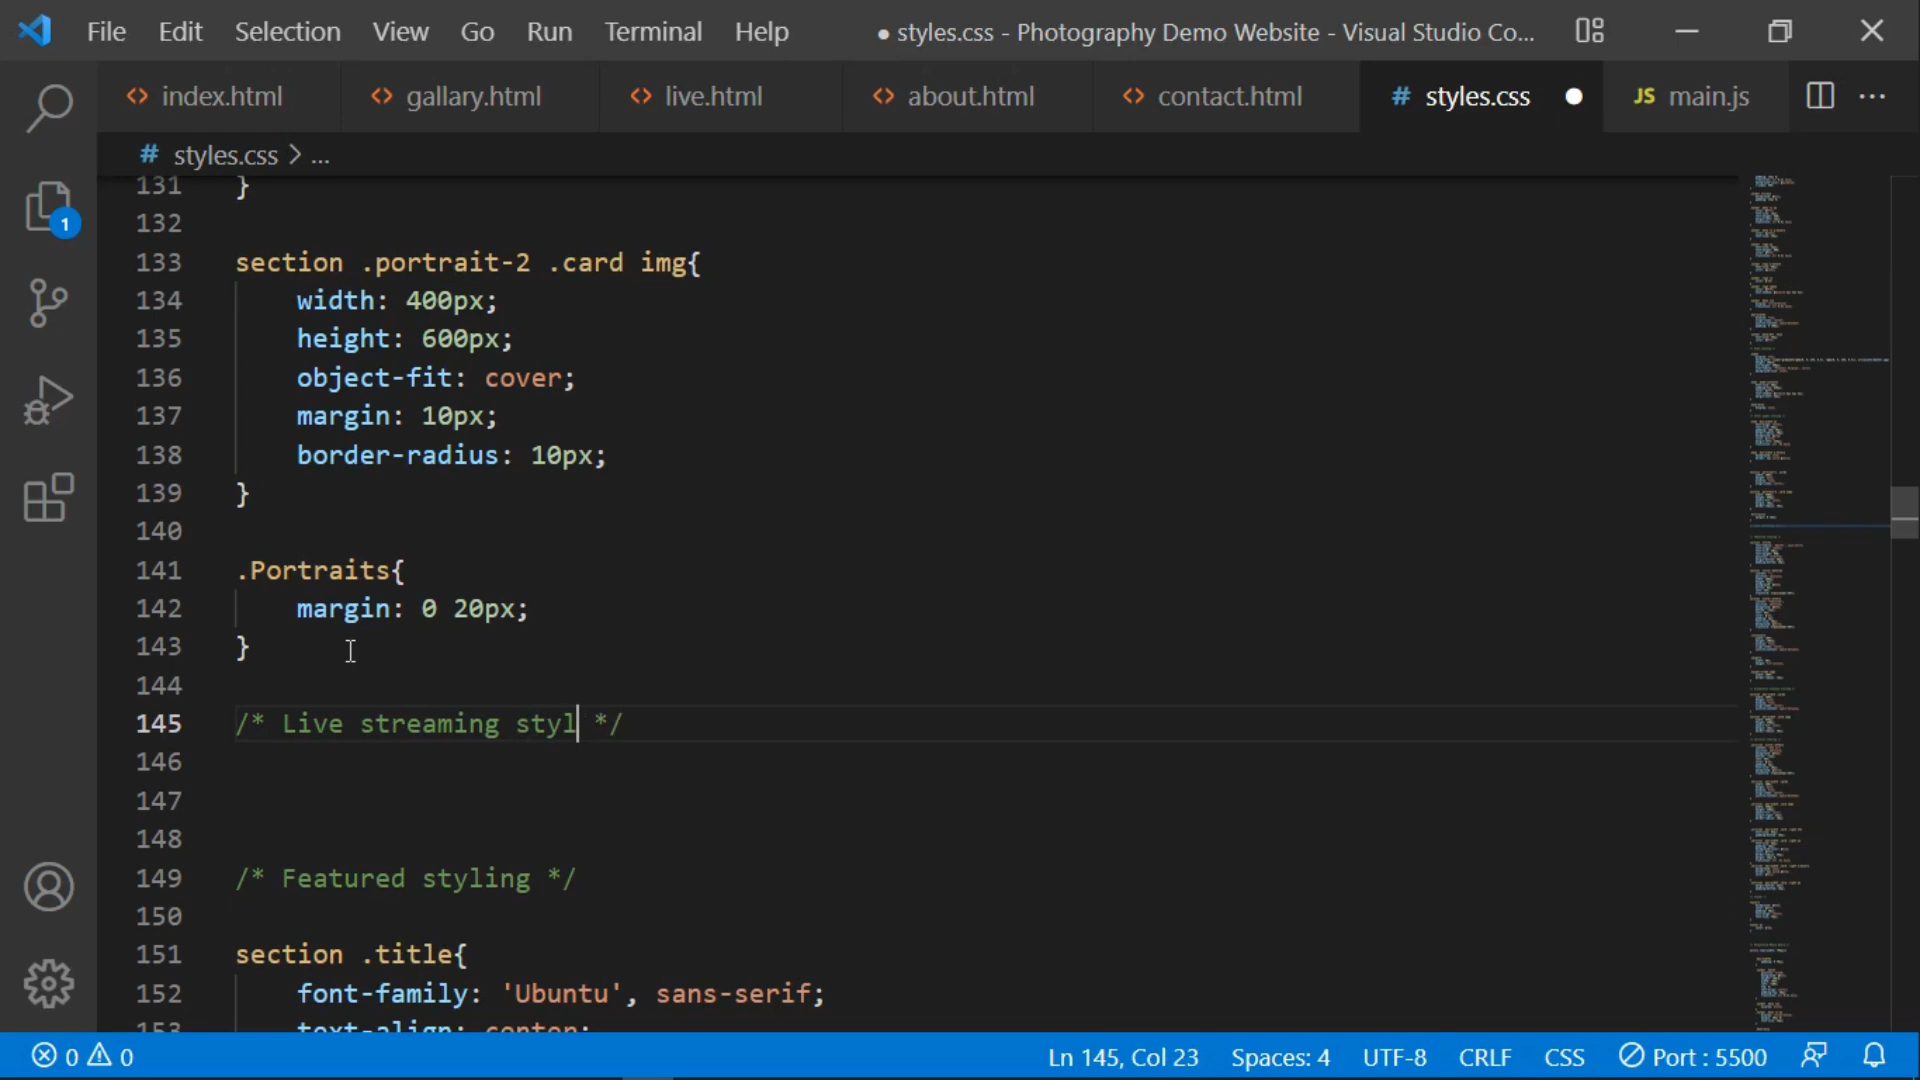 File Edit Selection View Go Run Terminal Help ● styles.css - Photography Demo Website - Visual Studio Co...
<> index.html <> gallary.html <> live.html <> about.html <> contact.html # styles.css ● JS main.js ...
# styles.css > ...
1
131 }
132
133 section .portrait-2 .card img{
134 width: 400px;
135 height: 600px;
136 object-fit: cover;
137 margin: 10px;
138 border-radius: 10px;
139 }
140
141 .Portraits{
142 margin: 0 20px;
143 }
144
145 /* Live streaming styl */
146
147
148
149 /* Featured styling */
150
151 section .title{
152 font-family: 'Ubuntu', sans-serif;
153 text-align: center;
0 0 Ln 145, Col 23 Spaces: 4 UTF-8 CRLF CSS Port : 5500